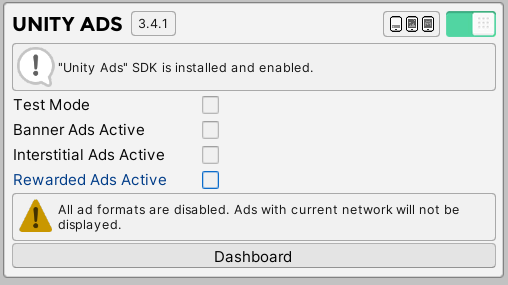 UNITY ADS 3.4.1
"Unity Ads" SDK is installed and enabled.
Test Mode
Banner Ads Active
Interstitial Ads Active
Rewarded Ads Active
All ad formats are disabled. Ads with current network will not be
displayed.
Dashboard